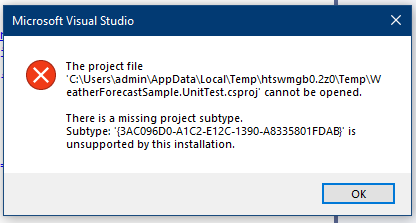 Microsoft Visual Studio
The project file
'C:\Users\admin\AppData\Local\Temp\htswmgb0.2z0\Temp\W
eatherForecastSample.UnitTest.csproj' cannot be opened.
There is a missing project subtype.
Subtype: '{3AC096D0-A1C2-E12C-1390-A8335801FDAB}' is
unsupported by this installation.
OK